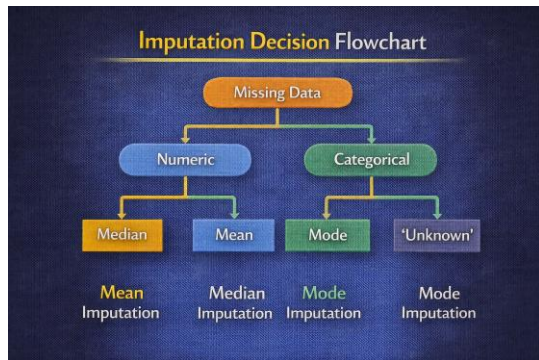 Imputation Decision Flowchart
Missing Data
Numeric
Categorical
Median
Mean
Mode
'Unknown'
Mean
Imputation
Median
Imputation
Mode
Imputation
Mode
Imputation